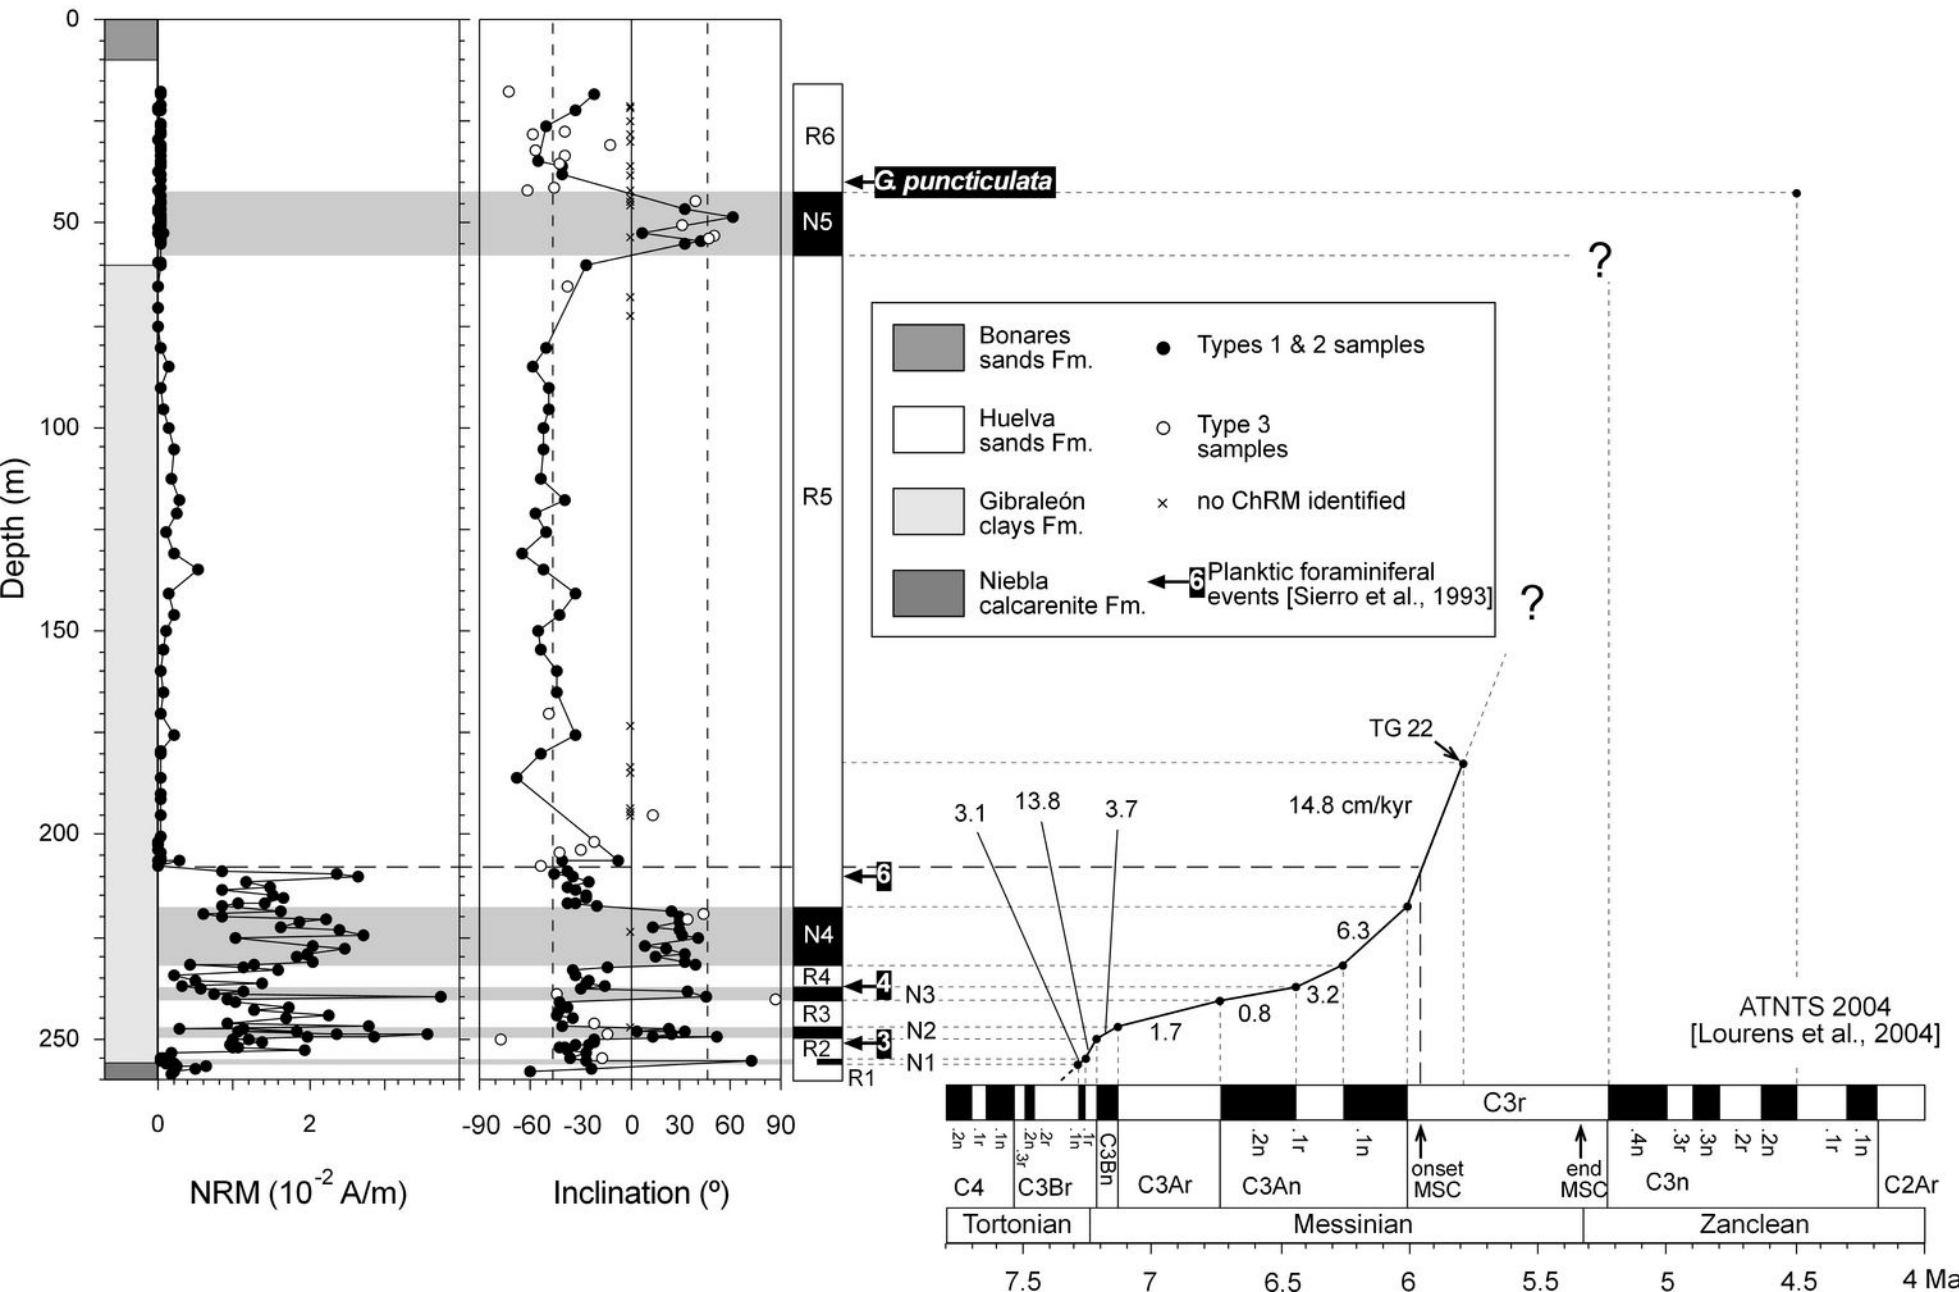 0
50
100
150
200
250
Depth (m)
0
2
NRM (10⁻² A/m)
-90 -60 -30 0 30 60 90
Inclination (º)
R6
N5
R5
N4
R4
R3
R2
R1
N3
N2
N1
G. puncticulata
6
4
3
?
?
Bonares
sands Fm.
Huelva
sands Fm.
Gibraleón
clays Fm.
Niebla
calcarenite Fm.
Types 1 & 2 samples
Type 3
samples
no ChRM identified
6
Planktic foraminiferal
events [Sierro et al., 1993]
TG 22
3.1
13.8
3.7
14.8 cm/kyr
6.3
3.2
0.8
1.7
ATNTS 2004
[Lourens et al., 2004]
C3r
.2n .1r .1n .2n .3r .2r .1n .1r C3Bn .2n .1r .1n
onset
MSC
end
MSC
.4n .3r .3n .2r .2n .1r .1n
C4 C3Br C3Ar C3An C3n C2Ar
Tortonian Messinian Zanclean
7.5 7 6.5 6 5.5 5 4.5 4 Ma